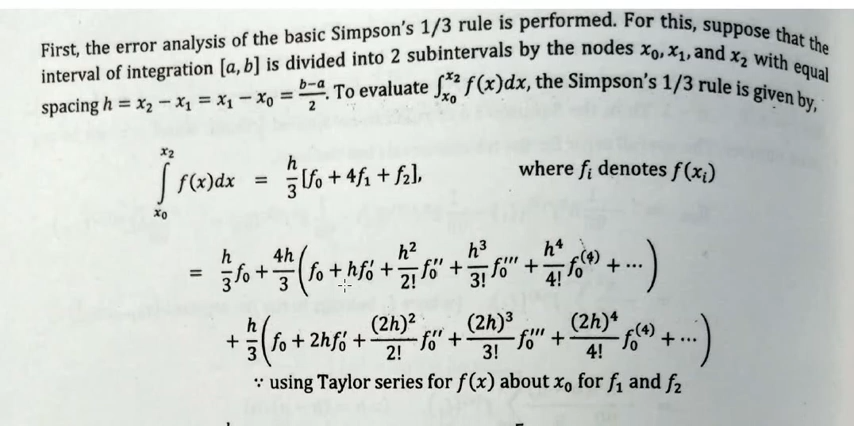 First, the error analysis of the basic Simpson's 1/3 rule is performed. For this, suppose that the
interval of integration [a, b] is divided into 2 subintervals by the nodes x₀, x₁, and x₂ with equal
spacing h = x₂ − x₁ = x₁ − x₀ = (b−a)/2. To evaluate ∫_{x₀}^{x₂} f(x)dx, the Simpson's 1/3 rule is given by,
∫_{x₀}^{x₂} f(x)dx = h/3 [f₀ + 4f₁ + f₂], where fᵢ denotes f(xᵢ)
= h/3 f₀ + 4h/3 (f₀ + hf₀′ + h²/2! f₀″ + h³/3! f₀‴ + h⁴/4! f₀⁽⁴⁾ + ⋯)
+ h/3 (f₀ + 2hf₀′ + (2h)²/2! f₀″ + (2h)³/3! f₀‴ + (2h)⁴/4! f₀⁽⁴⁾ + ⋯)
∵ using Taylor series for f(x) about x₀ for f₁ and f₂